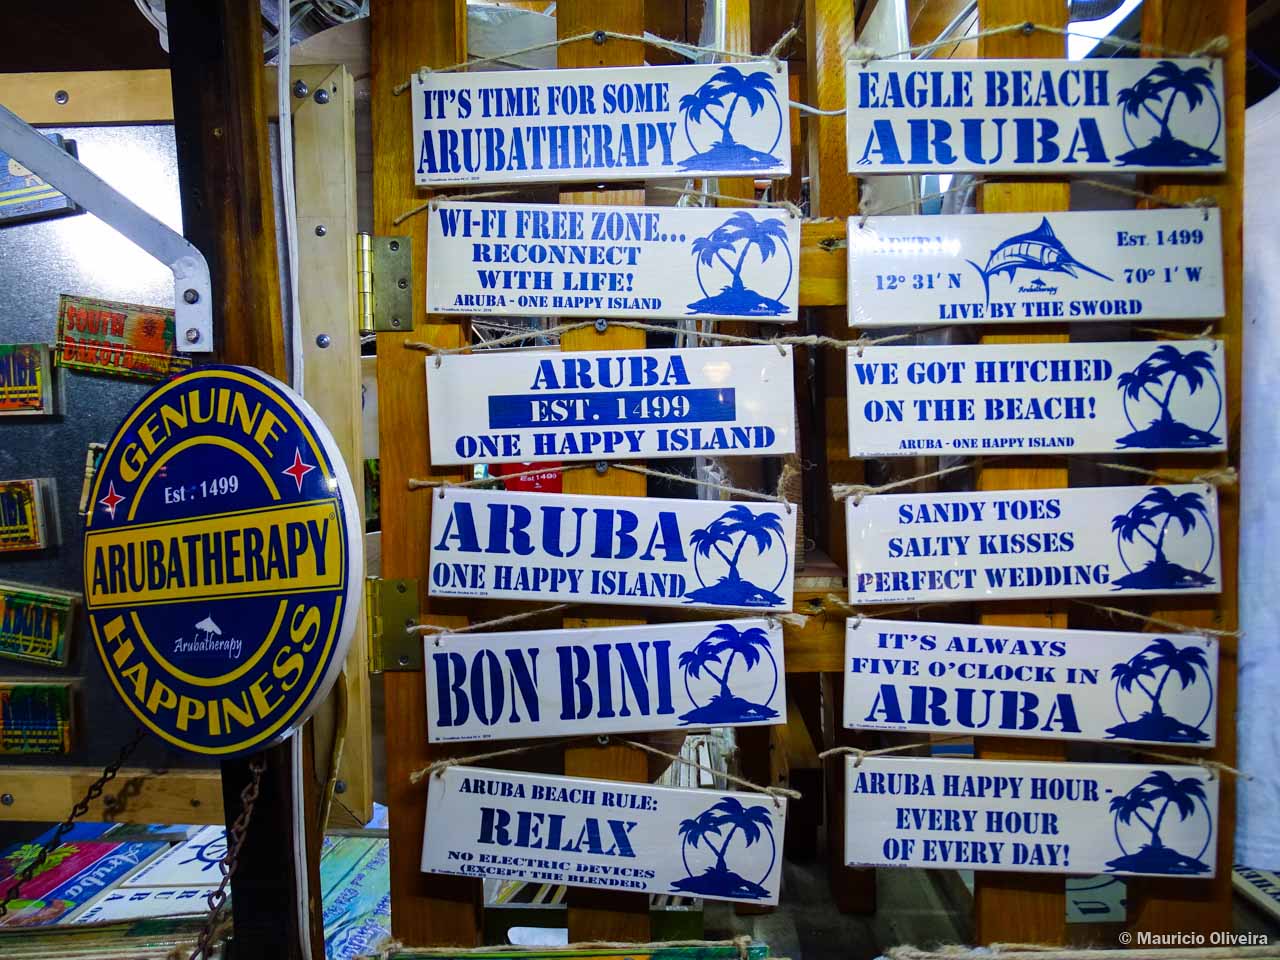 IT'S TIME FOR SOME
ARUBATHERAPY
WI-FI FREE ZONE...
RECONNECT
WITH LIFE!
ARUBA - ONE HAPPY ISLAND
ARUBA
EST. 1499
ONE HAPPY ISLAND
ARUBA
ONE HAPPY ISLAND
BON BINI
ARUBA BEACH RULE:
RELAX
NO ELECTRIC DEVICES
(EXCEPT THE BLENDER)
EAGLE BEACH
ARUBA
ARUBA
EST. 1499
12° 31' N
70° 1' W
Arubatherapy
LIVE BY THE SWORD
WE GOT HITCHED
ON THE BEACH!
ARUBA - ONE HAPPY ISLAND
SANDY TOES
SALTY KISSES
PERFECT WEDDING
IT'S ALWAYS
FIVE O'CLOCK IN
ARUBA
ARUBA HAPPY HOUR -
EVERY HOUR
OF EVERY DAY!
SOUTH
DAKOTA
GENUINE
Est. 1499
ARUBATHERAPY®
Arubatherapy
HAPPINESS
Aruba
© Mauricio Oliveira